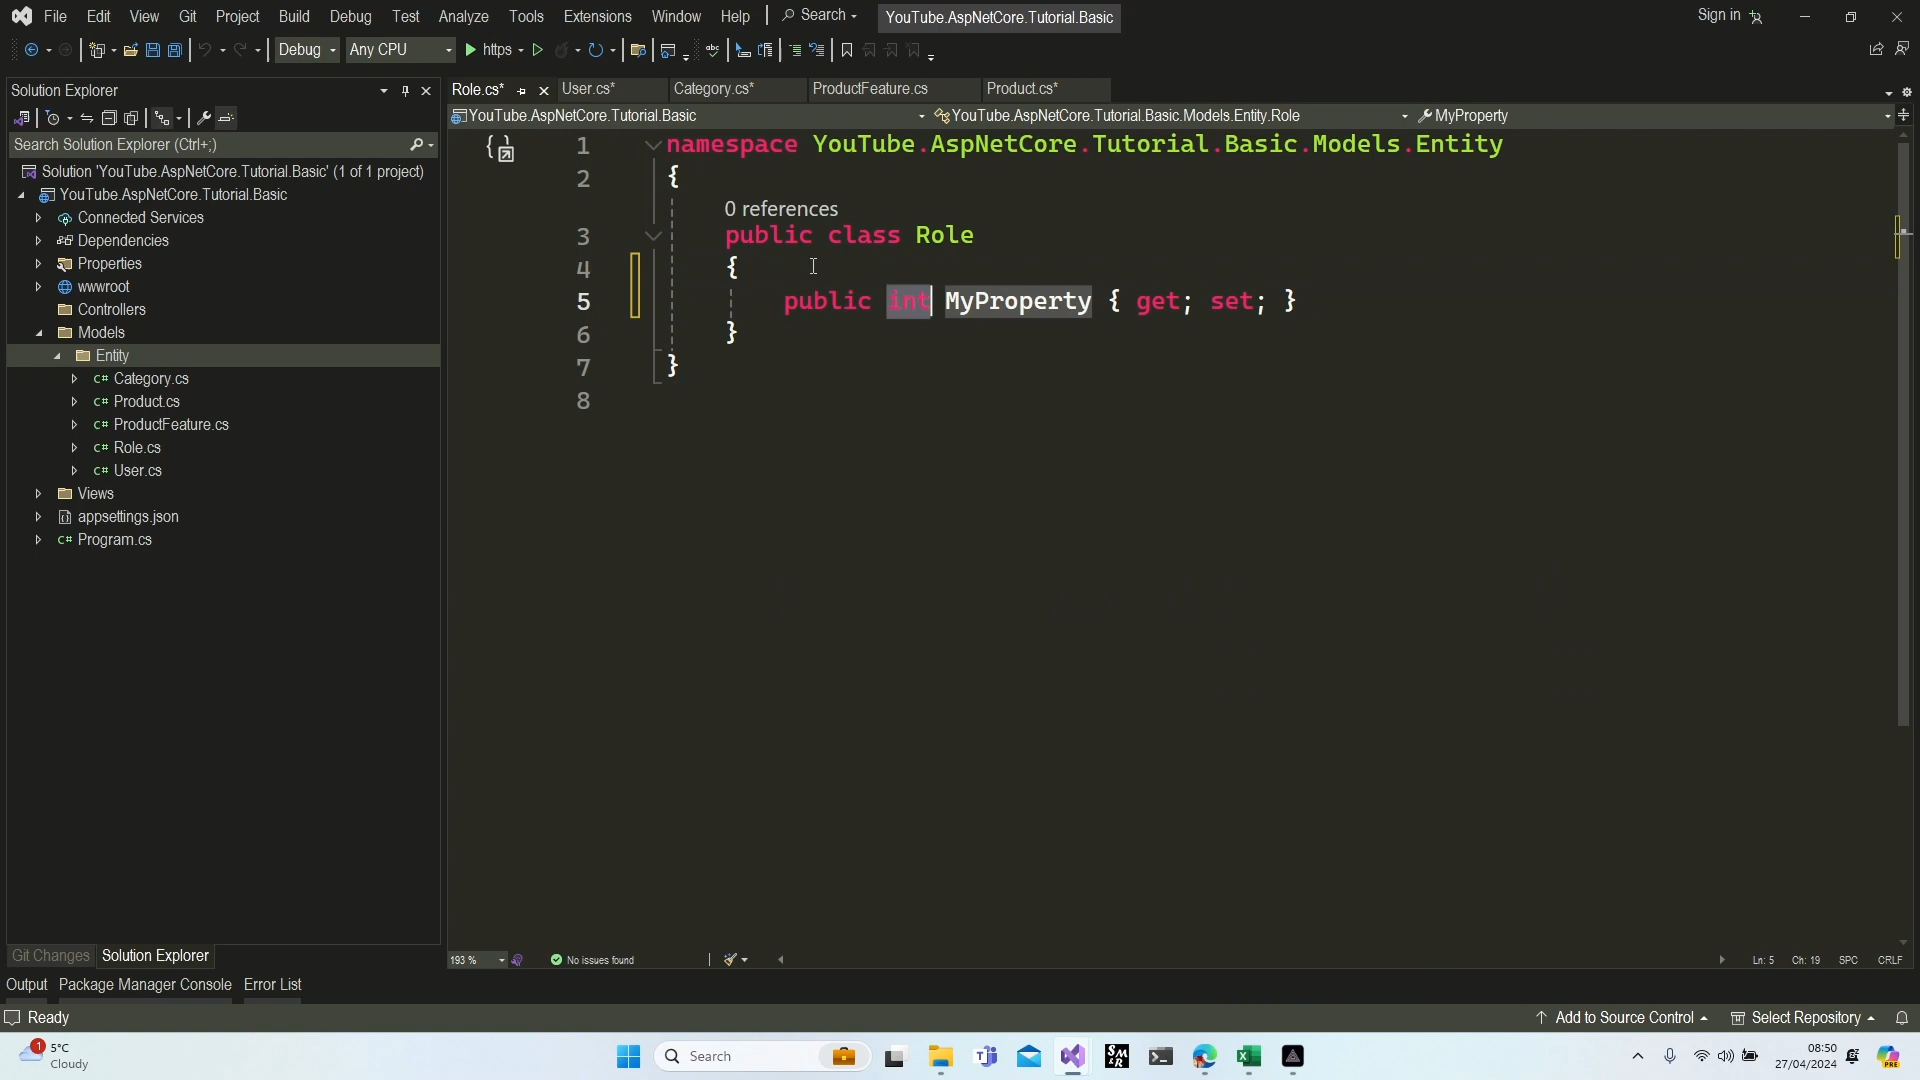 File Edit View Git Project Build Debug Test Analyze Tools Extensions Window Help Search YouTube.AspNetCore.Tutorial.Basic Sign in
Debug Any CPU https abc
Solution Explorer
Search Solution Explorer (Ctrl+;)
Solution 'YouTube.AspNetCore.Tutorial.Basic' (1 of 1 project)
YouTube.AspNetCore.Tutorial.Basic
Connected Services
Dependencies
Properties
wwwroot
Controllers
Models
Entity
C# Category.cs
C# Product.cs
C# ProductFeature.cs
C# Role.cs
C# User.cs
Views
appsettings.json
C# Program.cs
Git Changes Solution Explorer
Role.cs* User.cs* Category.cs* ProductFeature.cs Product.cs*
YouTube.AspNetCore.Tutorial.Basic YouTube.AspNetCore.Tutorial.Basic.Models.Entity.Role MyProperty
1 namespace YouTube.AspNetCore.Tutorial.Basic.Models.Entity
2 {
0 references
3 public class Role
4 {
5 public int MyProperty { get; set; }
6 }
7 }
8
193 % No issues found Ln: 5 Ch: 19 SPC CRLF
Output Package Manager Console Error List
Ready Add to Source Control Select Repository
1 5°C
Cloudy
Search
08:50
27/04/2024
PRE